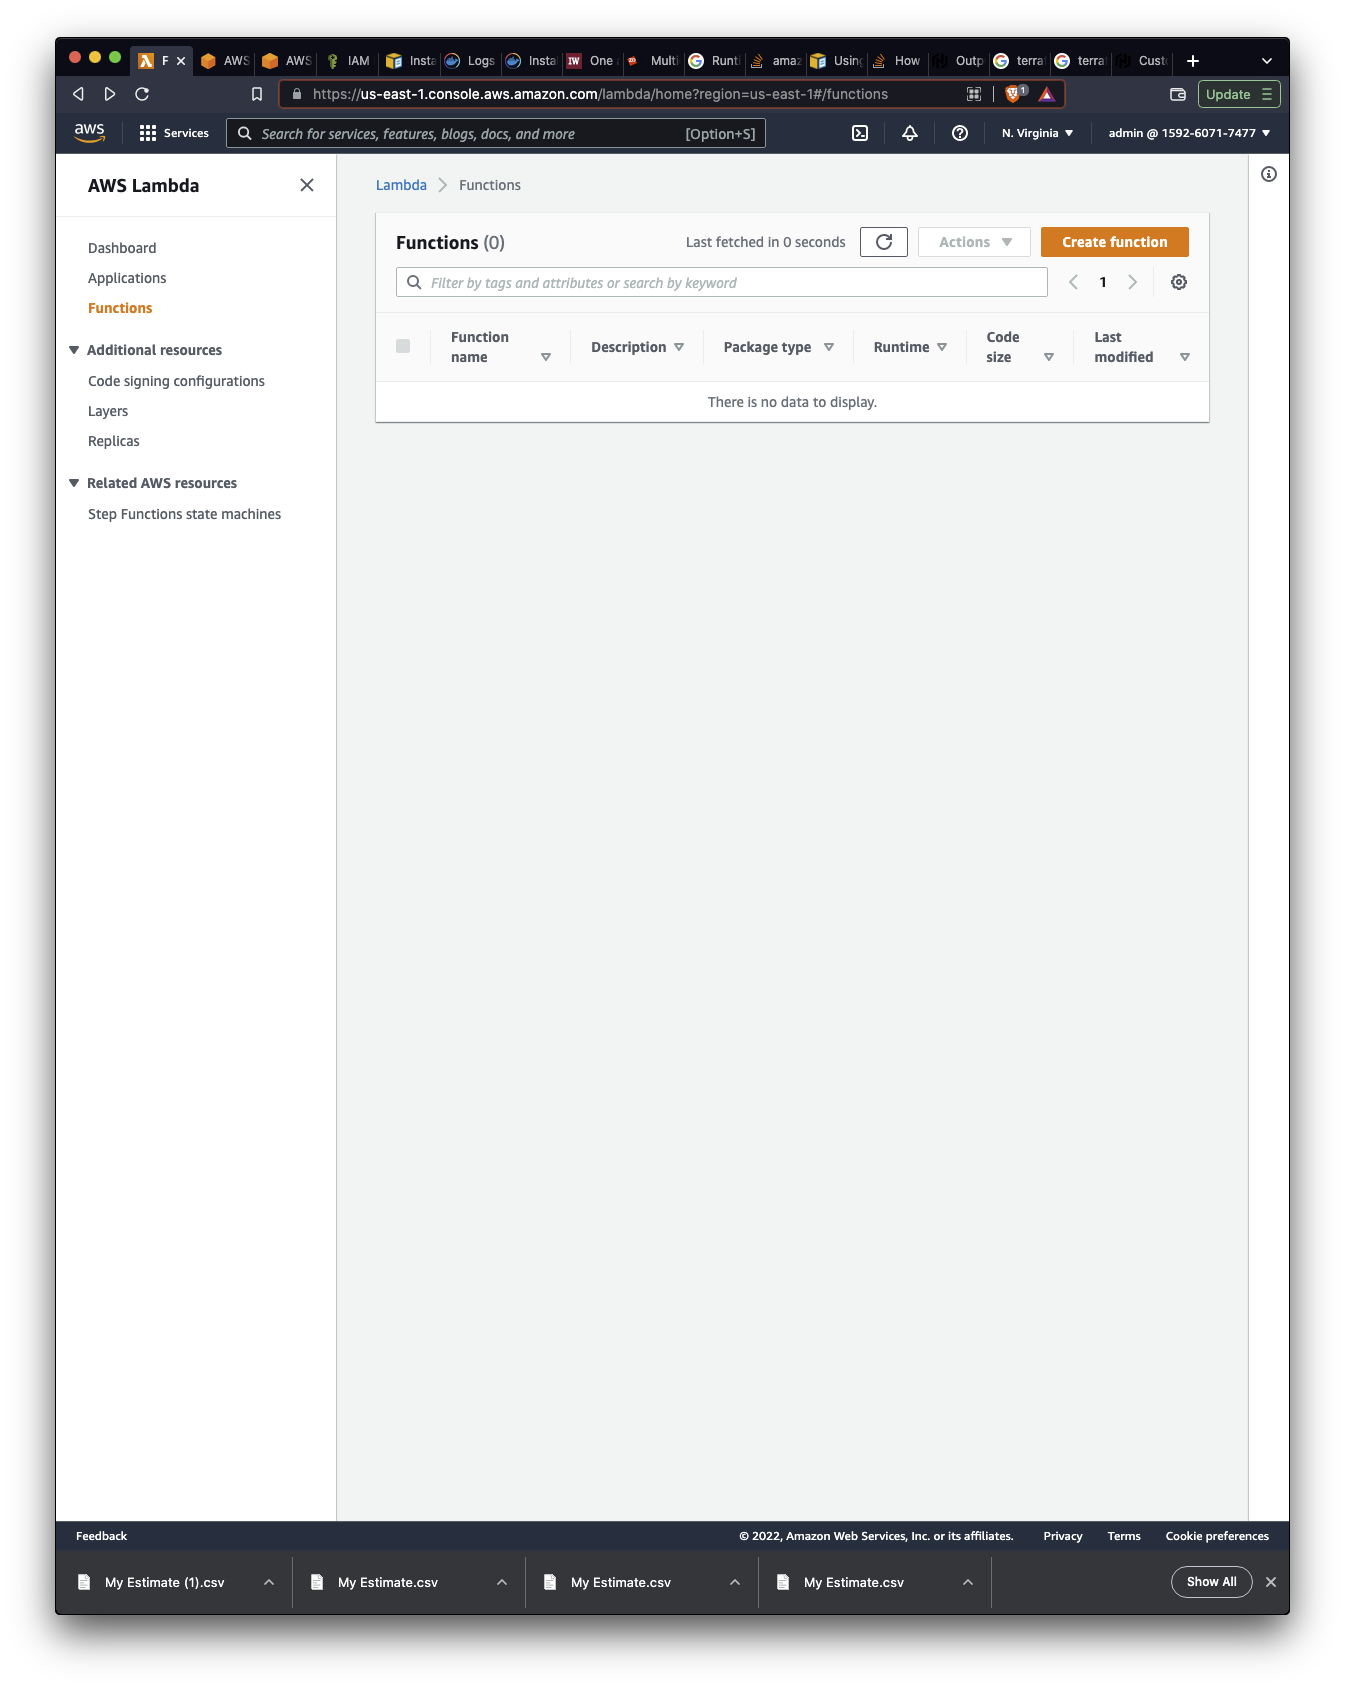 F
AWS
AWS
IAM
Insta
Logs
Insta
IW
One
Multi
Runti
amaz
Using
How
Outp
terra
terra
Custo
https://us-east-1.console.aws.amazon.com/lambda/home?region=us-east-1#/functions
1
Update
aws
Services
Search for services, features, blogs, docs, and more
[Option+S]
N. Virginia
admin @ 1592-6071-7477
AWS Lambda
Dashboard
Applications
Functions
Additional resources
Code signing configurations
Layers
Replicas
Related AWS resources
Step Functions state machines
Lambda
Functions
Functions (0)
Last fetched in 0 seconds
Actions
Create function
Filter by tags and attributes or search by keyword
1
Function name
Description
Package type
Runtime
Code size
Last modified
There is no data to display.
Feedback
© 2022, Amazon Web Services, Inc. or its affiliates.
Privacy
Terms
Cookie preferences
My Estimate (1).csv
My Estimate.csv
My Estimate.csv
My Estimate.csv
Show All